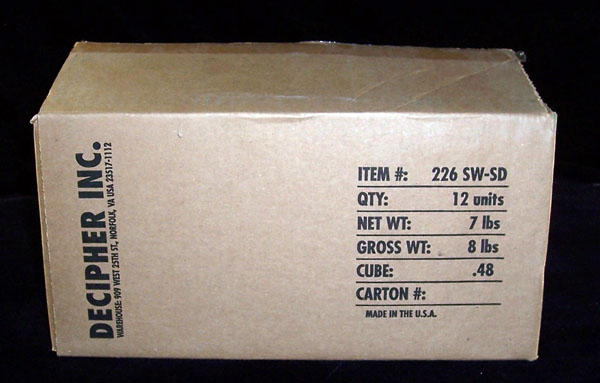 DECIPHER INC.
WAREHOUSE: 909 WEST 25TH ST., NORFOLK, VA USA 23517-1112
ITEM #: 226 SW-SD
QTY: 12 units
NET WT: 7 lbs
GROSS WT: 8 lbs
CUBE: .48
CARTON #:
MADE IN THE U.S.A.